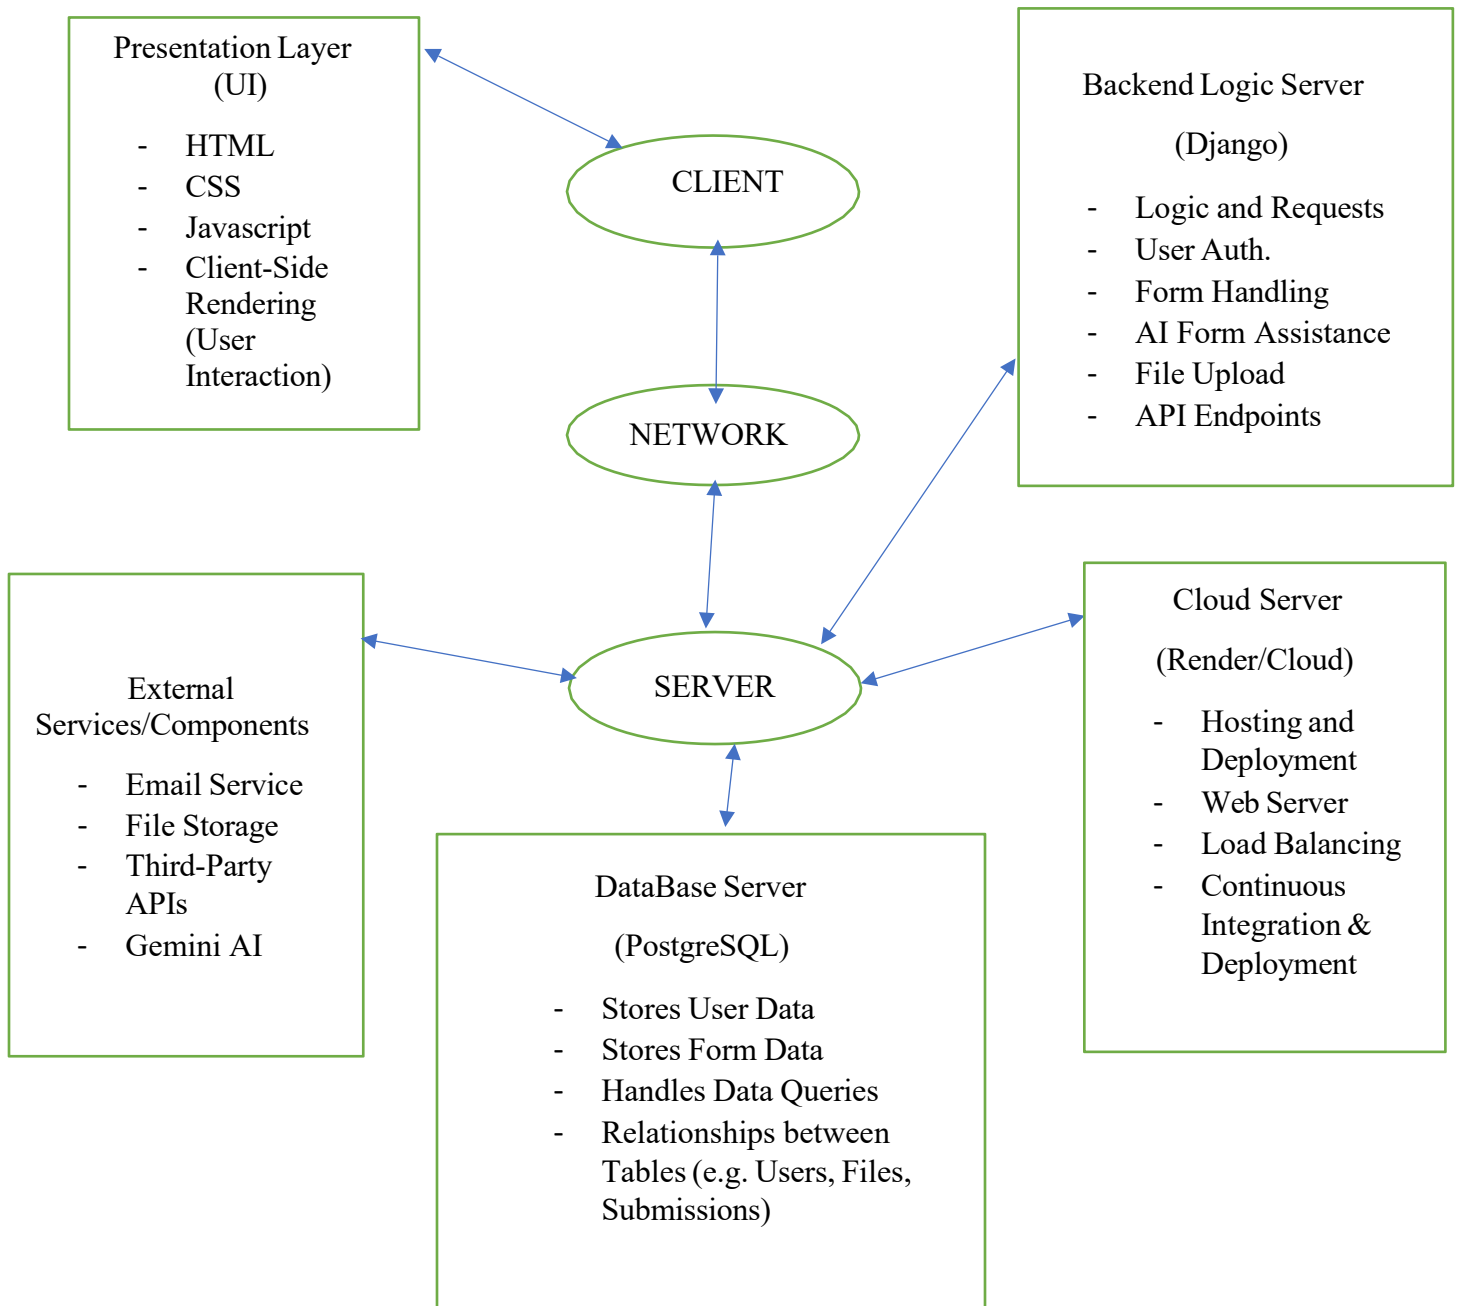 Presentation Layer
(UI)
- HTML
- CSS
- Javascript
- Client-Side
Rendering
(User
Interaction)
CLIENT
NETWORK
SERVER
Backend Logic Server
(Django)
- Logic and Requests
- User Auth.
- Form Handling
- AI Form Assistance
- File Upload
- API Endpoints
External
Services/Components
- Email Service
- File Storage
- Third-Party
APIs
- Gemini AI
DataBase Server
(PostgreSQL)
- Stores User Data
- Stores Form Data
- Handles Data Queries
- Relationships between
Tables (e.g. Users, Files,
Submissions)
Cloud Server
(Render/Cloud)
- Hosting and
Deployment
- Web Server
- Load Balancing
- Continuous
Integration &
Deployment